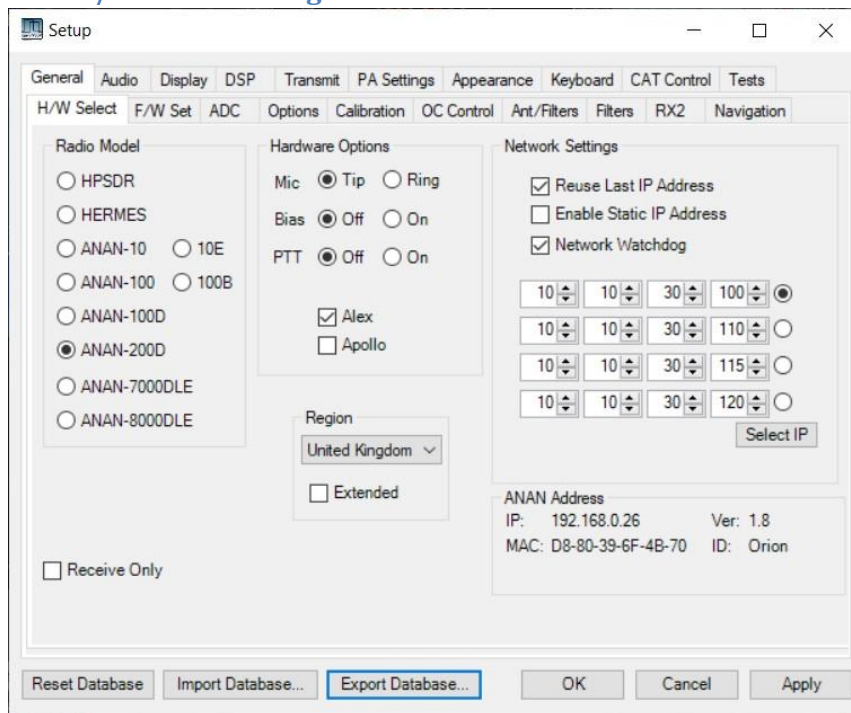 Setup
General Audio Display DSP Transmit PA Settings Appearance Keyboard CAT Control Tests
H/W Select F/W Set ADC Options Calibration OC Control Ant/Filters Filters RX2 Navigation
Radio Model
HPSDR
HERMES
ANAN-10 10E
ANAN-100 100B
ANAN-100D
ANAN-200D
ANAN-7000DLE
ANAN-8000DLE
Receive Only
Hardware Options
Mic Tip Ring
Bias Off On
PTT Off On
Alex
Apollo
Region
United Kingdom
Extended
Network Settings
Reuse Last IP Address
Enable Static IP Address
Network Watchdog
10 10 30 100
10 10 30 110
10 10 30 115
10 10 30 120
Select IP
ANAN Address
IP: 192.168.0.26 Ver: 1.8
MAC: D8-80-39-6F-4B-70 ID: Orion
Reset Database Import Database... Export Database... OK Cancel Apply